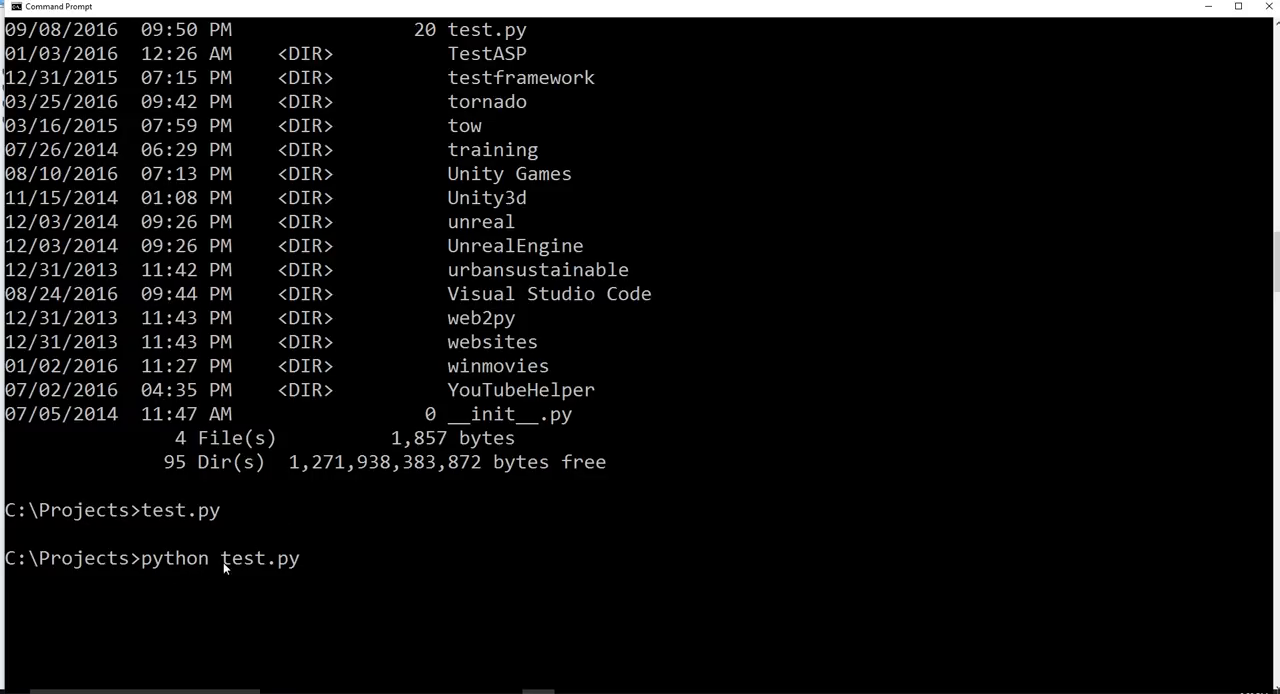 Command Prompt
09/08/2016  09:50 PM                20 test.py
01/03/2016  12:26 AM    <DIR>          TestASP
12/31/2015  07:15 PM    <DIR>          testframework
03/25/2016  09:42 PM    <DIR>          tornado
03/16/2015  07:59 PM    <DIR>          tow
07/26/2014  06:29 PM    <DIR>          training
08/10/2016  07:13 PM    <DIR>          Unity Games
11/15/2014  01:08 PM    <DIR>          Unity3d
12/03/2014  09:26 PM    <DIR>          unreal
12/03/2014  09:26 PM    <DIR>          UnrealEngine
12/31/2013  11:42 PM    <DIR>          urbansustainable
08/24/2016  09:44 PM    <DIR>          Visual Studio Code
12/31/2013  11:43 PM    <DIR>          web2py
12/31/2013  11:43 PM    <DIR>          websites
01/02/2016  11:27 PM    <DIR>          winmovies
07/02/2016  04:35 PM    <DIR>          YouTubeHelper
07/05/2014  11:47 AM                 0 __init__.py
4 File(s)          1,857 bytes
95 Dir(s)  1,271,938,383,872 bytes free
C:\Projects>test.py
C:\Projects>python test.py